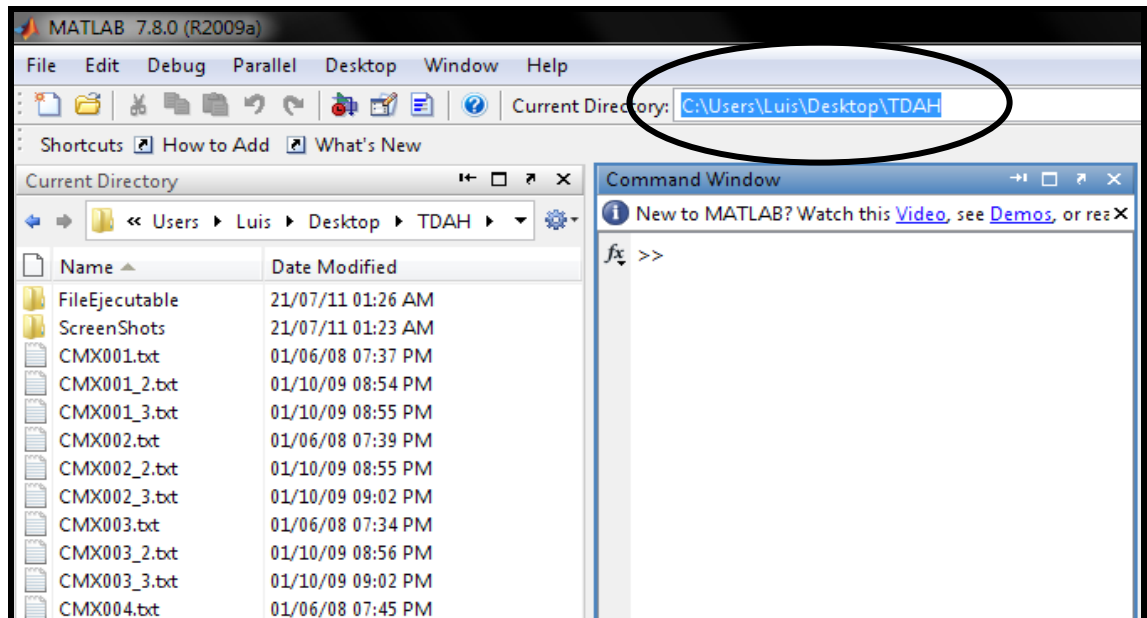 MATLAB 7.8.0 (R2009a)
File Edit Debug Parallel Desktop Window Help
Current Directory: C:\Users\Luis\Desktop\TDAH
Shortcuts How to Add What's New
Current Directory
« Users Luis Desktop TDAH
Name Date Modified
FileEjecutable 21/07/11 01:26 AM
ScreenShots 21/07/11 01:23 AM
CMX001.txt 01/06/08 07:37 PM
CMX001_2.txt 01/10/09 08:54 PM
CMX001_3.txt 01/10/09 08:55 PM
CMX002.txt 01/06/08 07:39 PM
CMX002_2.txt 01/10/09 08:55 PM
CMX002_3.txt 01/10/09 09:02 PM
CMX003.txt 01/06/08 07:34 PM
CMX003_2.txt 01/10/09 08:56 PM
CMX003_3.txt 01/10/09 09:02 PM
CMX004.txt 01/06/08 07:45 PM
Command Window
New to MATLAB? Watch this Video, see Demos, or rea
fx >>